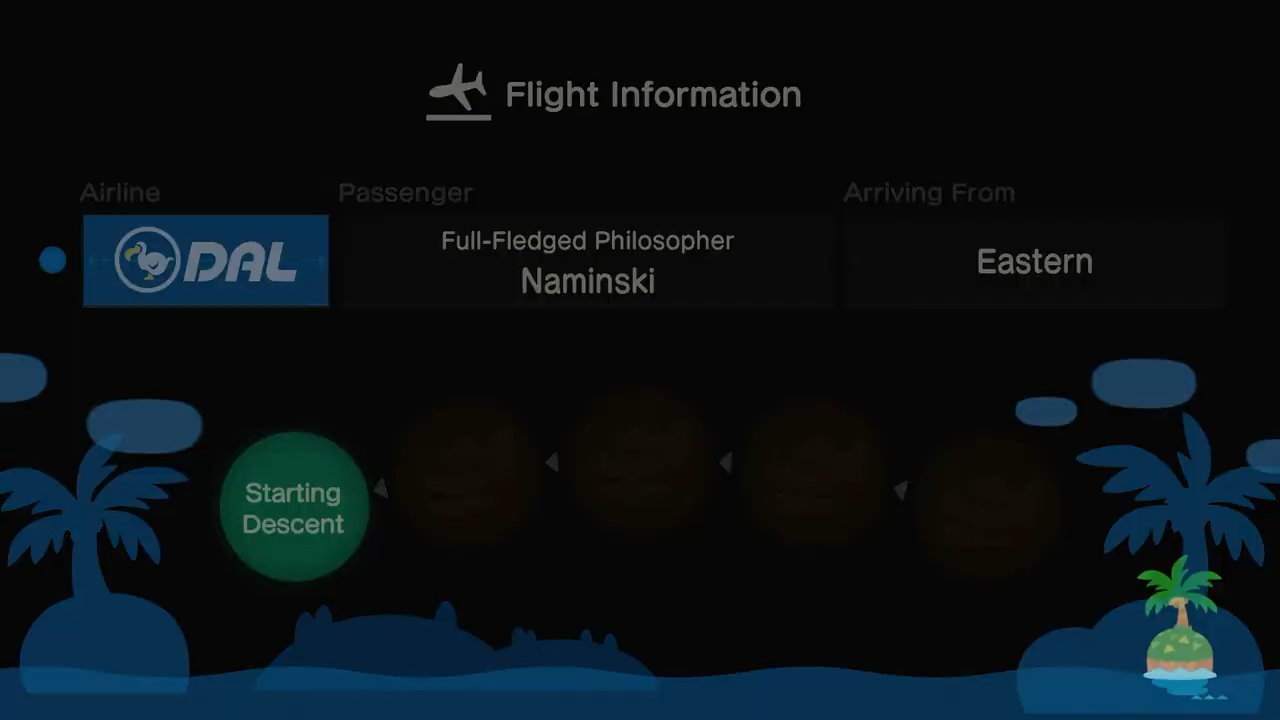 Flight Information
Airline
Passenger
Arriving From
DAL
Full-Fledged Philosopher
Naminski
Eastern
Starting
Descent